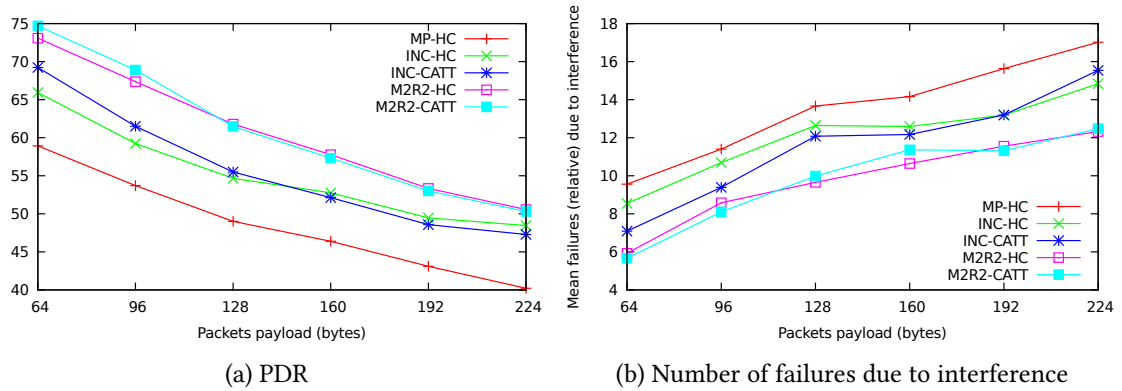 75
70
65
60
55
50
45
40
64
96
128
160
192
224
Packets payload (bytes)
MP-HC
INC-HC
INC-CATT
M2R2-HC
M2R2-CATT
(a) PDR
Mean failures (relative) due to interference
18
16
14
12
10
8
6
4
64
96
128
160
192
224
Packets payload (bytes)
MP-HC
INC-HC
INC-CATT
M2R2-HC
M2R2-CATT
(b) Number of failures due to interference